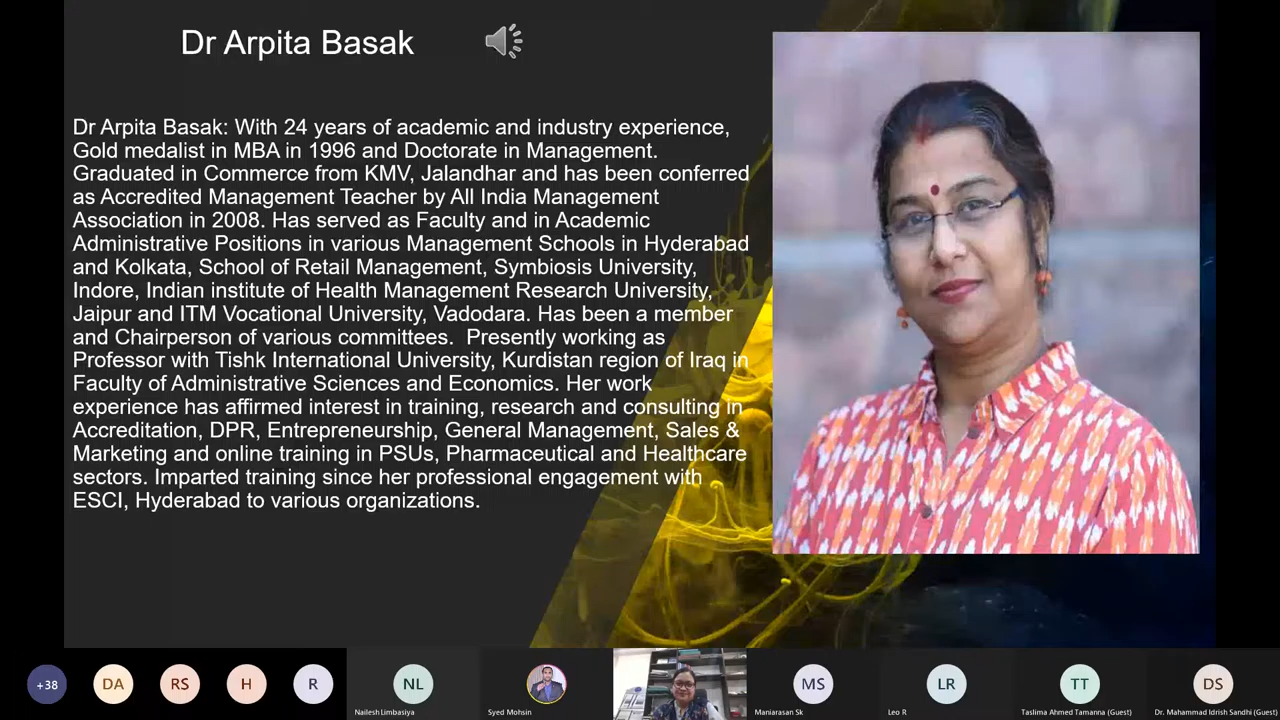 Dr Arpita Basak
Dr Arpita Basak: With 24 years of academic and industry experience,
Gold medalist in MBA in 1996 and Doctorate in Management.
Graduated in Commerce from KMV, Jalandhar and has been conferred
as Accredited Management Teacher by All India Management
Association in 2008. Has served as Faculty and in Academic
Administrative Positions in various Management Schools in Hyderabad
and Kolkata, School of Retail Management, Symbiosis University,
Indore, Indian institute of Health Management Research University,
Jaipur and ITM Vocational University, Vadodara. Has been a member
and Chairperson of various committees.  Presently working as
Professor with Tishk International University, Kurdistan region of Iraq in
Faculty of Administrative Sciences and Economics. Her work
experience has affirmed interest in training, research and consulting in
Accreditation, DPR, Entrepreneurship, General Management, Sales &
Marketing and online training in PSUs, Pharmaceutical and Healthcare
sectors. Imparted training since her professional engagement with
ESCI, Hyderabad to various organizations.
+38 DA RS H R NL MS LR TT DS
Nailesh Limbasiya Syed Mohsin Maniarasan Sk Leo R Taslima Ahmed Tamanna (Guest) Dr. Mahammad Idrish Sandhi (Guest)